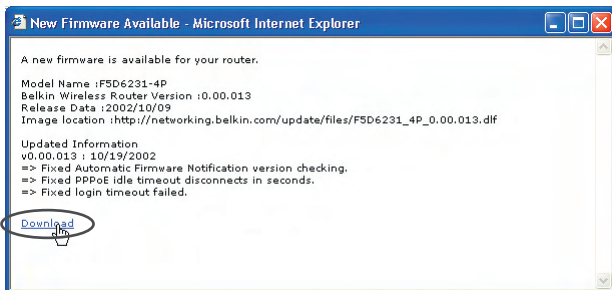 New Firmware Available - Microsoft Internet Explorer
A new firmware is available for your router.
Model Name :F5D6231-4P
Belkin Wireless Router Version :0.00.013
Release Data :2002/10/09
Image location :http://networking.belkin.com/update/files/F5D6231_4P_0.00.013.dlf
Updated Information
v0.00.013 : 10/19/2002
=> Fixed Automatic Firmware Notification version checking.
=> Fixed PPPoE idle timeout disconnects in seconds.
=> Fixed login timeout failed.
Download